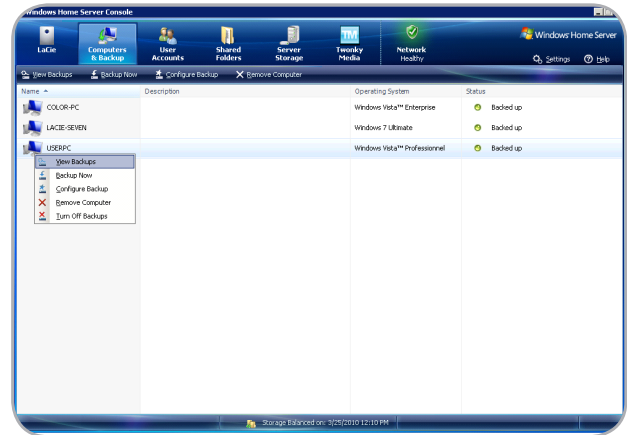 Windows Home Server Console
LaCie
Computers & Backup
User Accounts
Shared Folders
Server Storage
TM
Twonky Media
Network
Healthy
Windows Home Server
Settings
Help
View Backups
Backup Now
Configure Backup
Remove Computer
Name
Description
Operating System
Status
COLOR-PC
Windows Vista™ Enterprise
Backed up
LACIE-SEVEN
Windows 7 Ultimate
Backed up
USERPC
Windows Vista™ Professionnel
Backed up
View Backups
Backup Now
Configure Backup
Remove Computer
Turn Off Backups
Storage Balanced on: 3/25/2010 12:10 PM